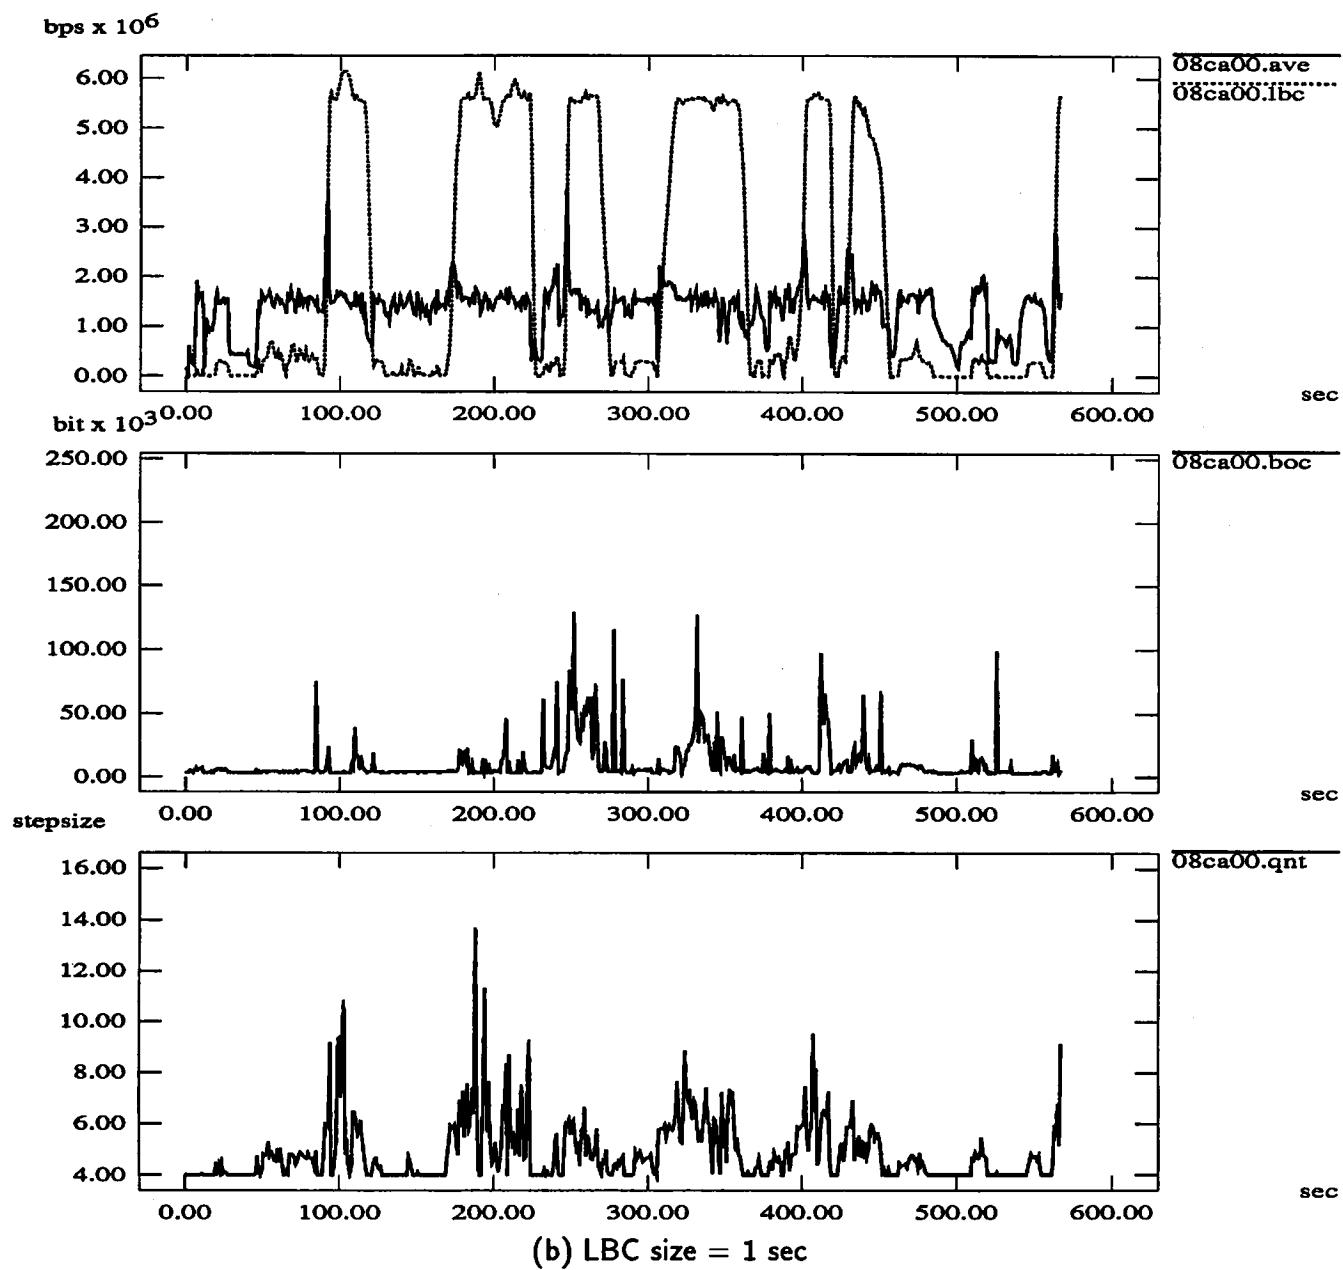 bps x 10⁶
08ca00.ave
08ca00.lbc
6.00
5.00
4.00
3.00
2.00
1.00
0.00
sec
0.00 100.00 200.00 300.00 400.00 500.00 600.00
bit x 10³
08ca00.boc
250.00
200.00
150.00
100.00
50.00
0.00
sec
0.00 100.00 200.00 300.00 400.00 500.00 600.00
stepsize
08ca00.qnt
16.00
14.00
12.00
10.00
8.00
6.00
4.00
sec
0.00 100.00 200.00 300.00 400.00 500.00 600.00
(b) LBC size = 1 sec